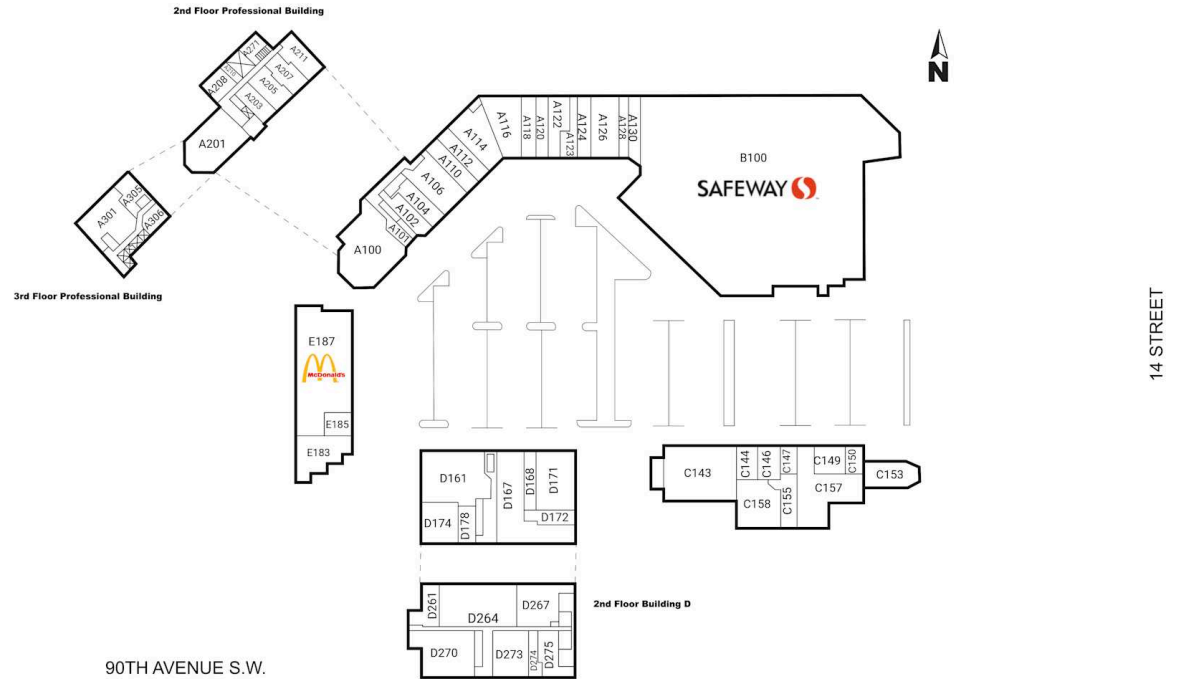 2nd Floor Professional Building
A271
A211
A210
A207
A208
A205
A203
A201
A305
A301
A306
3rd Floor Professional Building
A116
A118
A120
A122
A123
A124
A126
A128
A130
A114
A112
A110
A106
A104
A102
A101
A100
B100
SAFEWAY
N
14 STREET
E187
McDonald's
E185
E183
D161
D167
D168
D171
D172
D174
D178
C143
C144
C146
C147
C149
C150
C153
C158
C155
C157
D261
D264
D267
2nd Floor Building D
D270
D273
D274
D275
90TH AVENUE S.W.